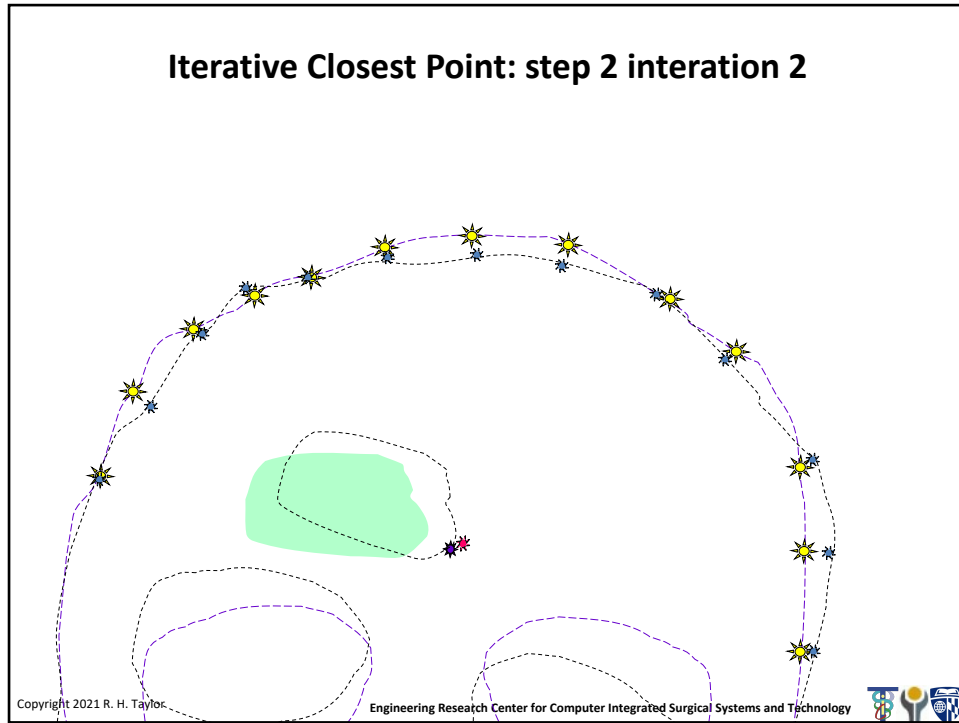 Iterative Closest Point: step 2 interation 2
Copyright 2021 R. H. Taylor
Engineering Research Center for Computer Integrated Surgical Systems and Technology